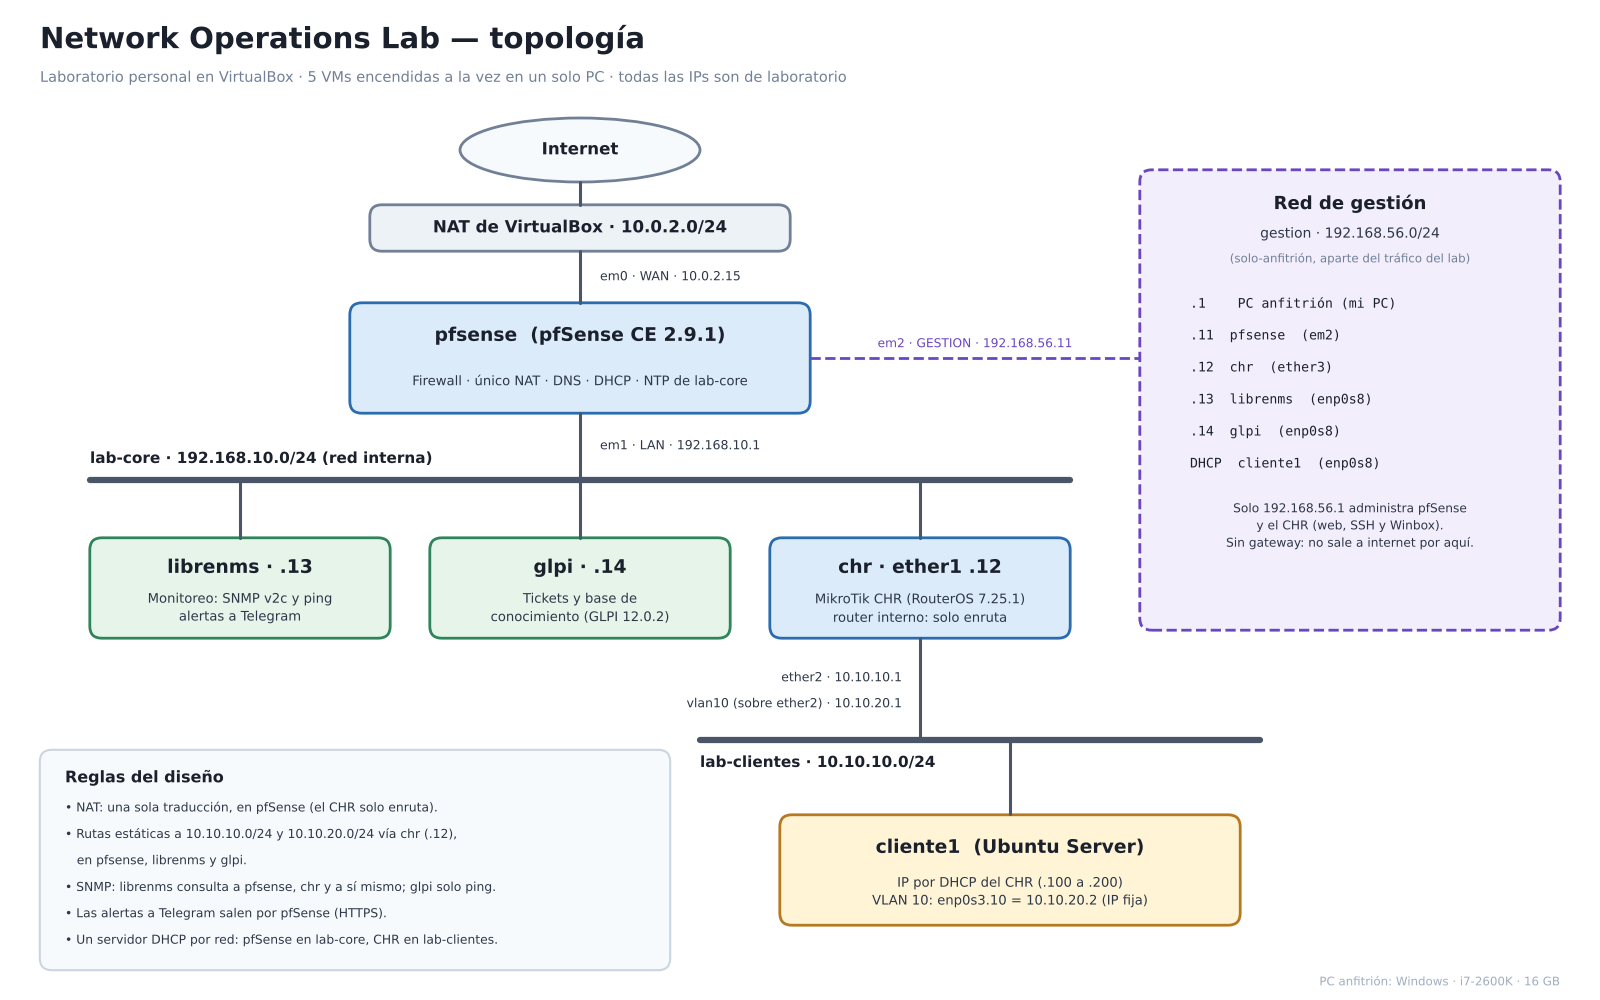 Network Operations Lab — topología
Laboratorio personal en VirtualBox · 5 VMs encendidas a la vez en un solo PC · todas las IPs son de laboratorio
Internet
NAT de VirtualBox · 10.0.2.0/24
em0 · WAN · 10.0.2.15
pfsense (pfSense CE 2.9.1)
Firewall · único NAT · DNS · DHCP · NTP de lab-core
em2 · GESTION · 192.168.56.11
Red de gestión
gestion · 192.168.56.0/24
(solo-anfitrión, aparte del tráfico del lab)
.1 PC anfitrión (mi PC)
.11 pfsense (em2)
.12 chr (ether3)
.13 librenms (enp0s8)
.14 glpi (enp0s8)
DHCP cliente1 (enp0s8)
Solo 192.168.56.1 administra pfSense
y el CHR (web, SSH y Winbox).
Sin gateway: no sale a internet por aquí.
em1 · LAN · 192.168.10.1
lab-core · 192.168.10.0/24 (red interna)
librenms · .13
Monitoreo: SNMP v2c y ping
alertas a Telegram
glpi · .14
Tickets y base de
conocimiento (GLPI 12.0.2)
chr · ether1 .12
MikroTik CHR (RouterOS 7.25.1)
router interno: solo enruta
ether2 · 10.10.10.1
vlan10 (sobre ether2) · 10.10.20.1
lab-clientes · 10.10.10.0/24
cliente1 (Ubuntu Server)
IP por DHCP del CHR (.100 a .200)
VLAN 10: enp0s3.10 = 10.10.20.2 (IP fija)
Reglas del diseño
• NAT: una sola traducción, en pfSense (el CHR solo enruta).
• Rutas estáticas a 10.10.10.0/24 y 10.10.20.0/24 vía chr (.12),
en pfsense, librenms y glpi.
• SNMP: librenms consulta a pfsense, chr y a sí mismo; glpi solo ping.
• Las alertas a Telegram salen por pfSense (HTTPS).
• Un servidor DHCP por red: pfSense en lab-core, CHR en lab-clientes.
PC anfitrión: Windows · i7-2600K · 16 GB